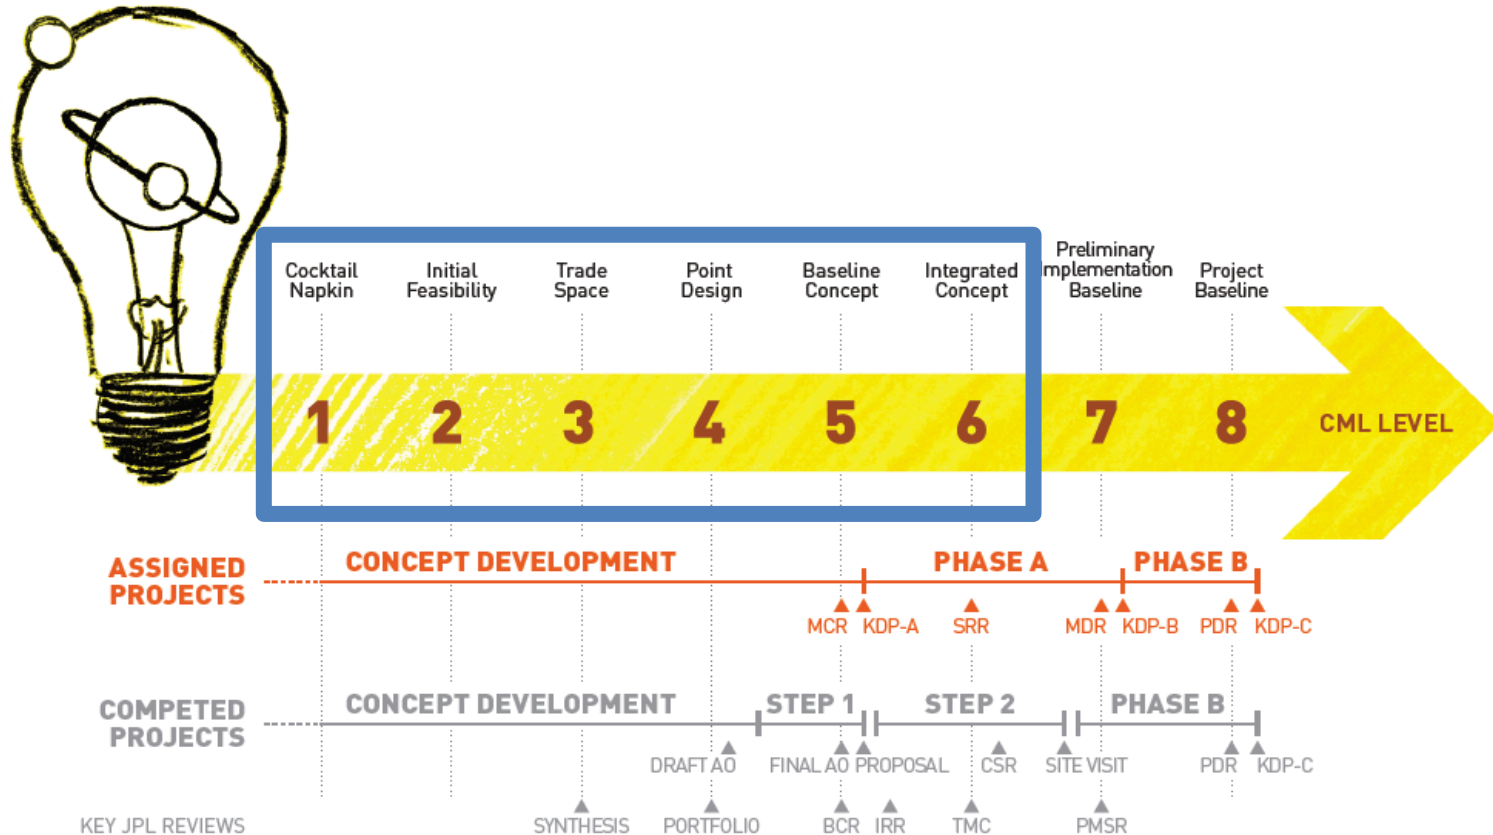 Cocktail
Napkin
Initial
Feasibility
Trade
Space
Point
Design
Baseline
Concept
Integrated
Concept
Preliminary
Implementation
Baseline
Project
Baseline
1 2 3 4 5 6 7 8 CML LEVEL
ASSIGNED
PROJECTS
CONCEPT DEVELOPMENT PHASE A PHASE B
MCR KDP-A SRR MDR KDP-B PDR KDP-C
COMPETED
PROJECTS
CONCEPT DEVELOPMENT STEP 1 STEP 2 PHASE B
DRAFT AO FINAL AO PROPOSAL CSR SITE VISIT PDR KDP-C
KEY JPL REVIEWS SYNTHESIS PORTFOLIO BCR IRR TMC PMSR